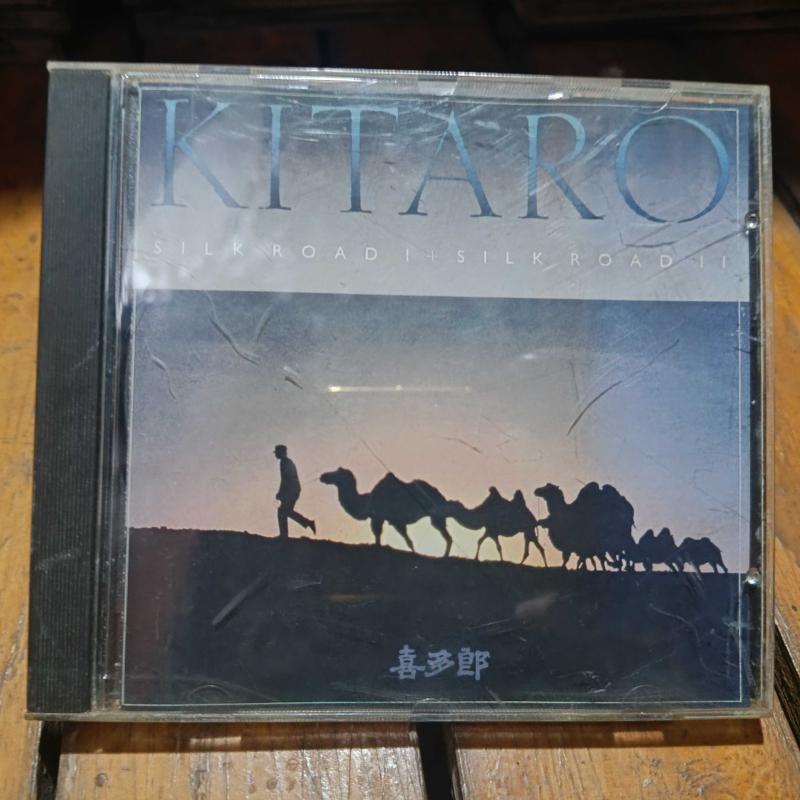 KITARO
SILK ROAD I + SILK ROAD II
喜多郎